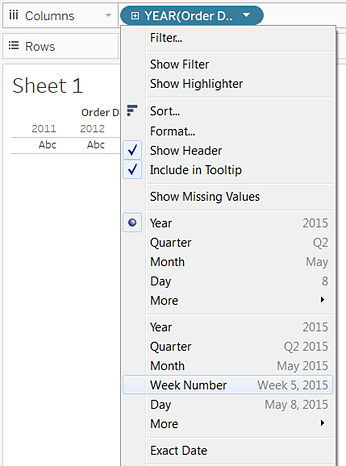 Columns YEAR(Order D..
Rows
Filter...
Show Filter
Show Highlighter
Sheet 1
Sort...
Order D
Format...
2011 2012
Show Header
Abc Abc
Include in Tooltip
Show Missing Values
Year 2015
Quarter Q2
Month May
Day 8
More
Year 2015
Quarter Q2 2015
Month May 2015
Week Number Week 5, 2015
Day May 8, 2015
More
Exact Date